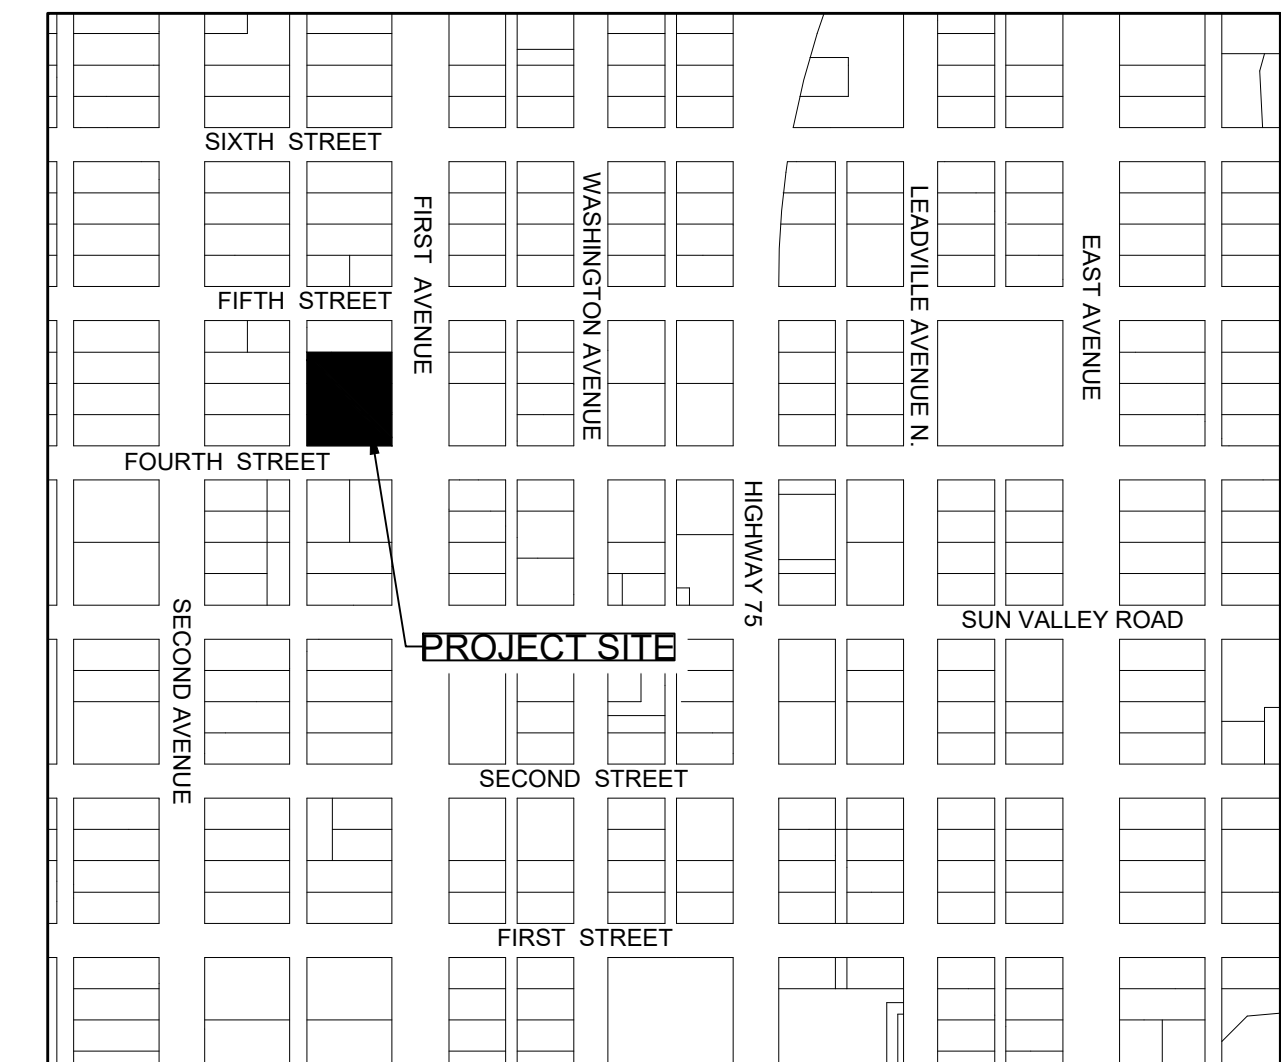 SIXTH STREET
FIRST AVENUE
WASHINGTON AVENUE
LEADVILLE AVENUE N.
EAST AVENUE
FIFTH STREET
FOURTH STREET
HIGHWAY 75
SECOND AVENUE
SUN VALLEY ROAD
PROJECT SITE
SECOND STREET
FIRST STREET